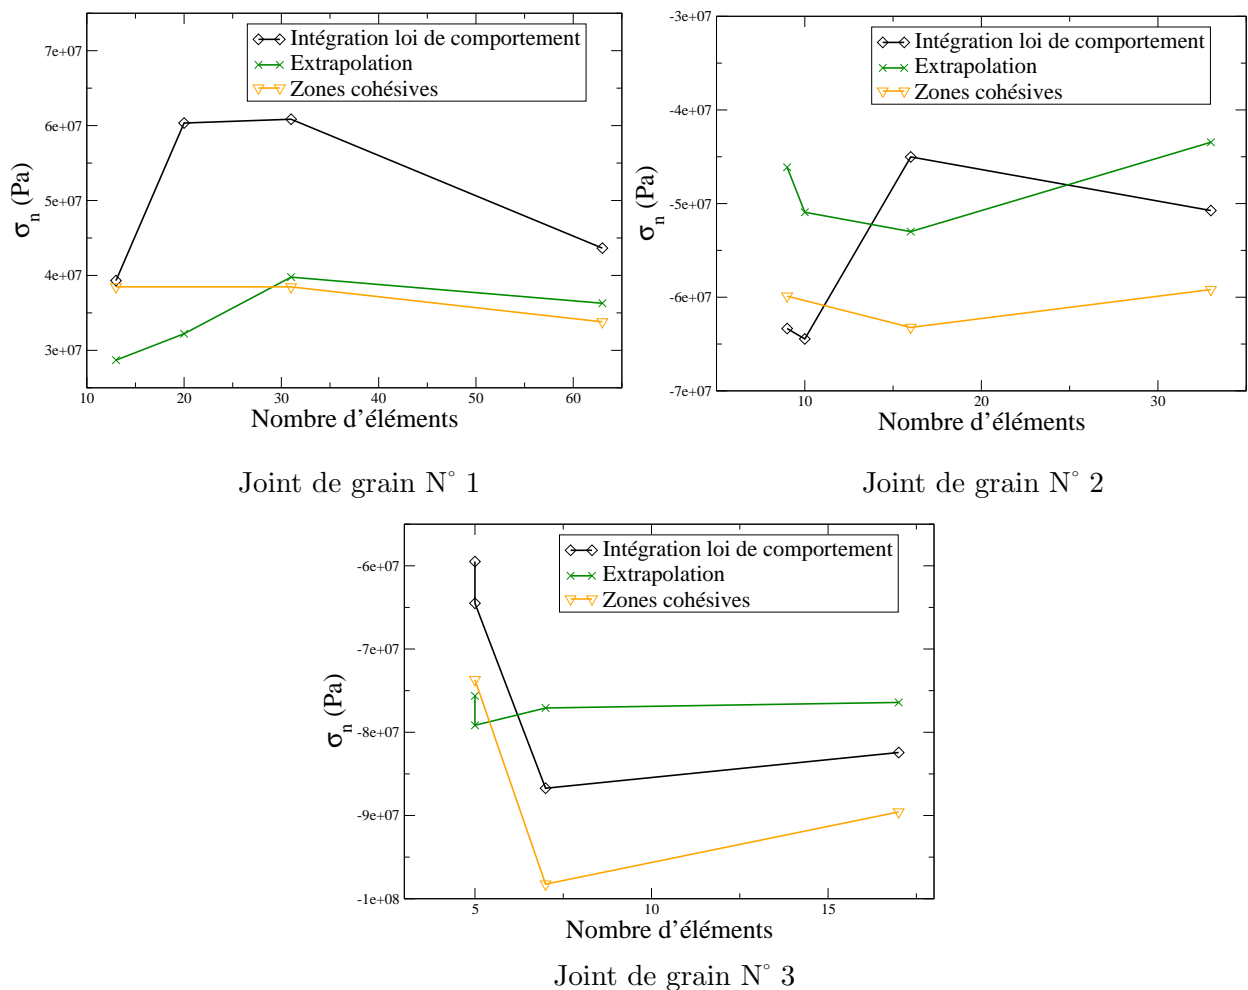 7e+07
6e+07
5e+07
4e+07
3e+07
σn (Pa)
10 20 30 40 50 60
Nombre d'éléments
Intégration loi de comportement
Extrapolation
Zones cohésives
Joint de grain N° 1
-3e+07
-4e+07
-5e+07
-6e+07
-7e+07
σn (Pa)
10 20 30
Nombre d'éléments
Intégration loi de comportement
Extrapolation
Zones cohésives
Joint de grain N° 2
-6e+07
-7e+07
-8e+07
-9e+07
-1e+08
σn (Pa)
5 10 15
Nombre d'éléments
Intégration loi de comportement
Extrapolation
Zones cohésives
Joint de grain N° 3